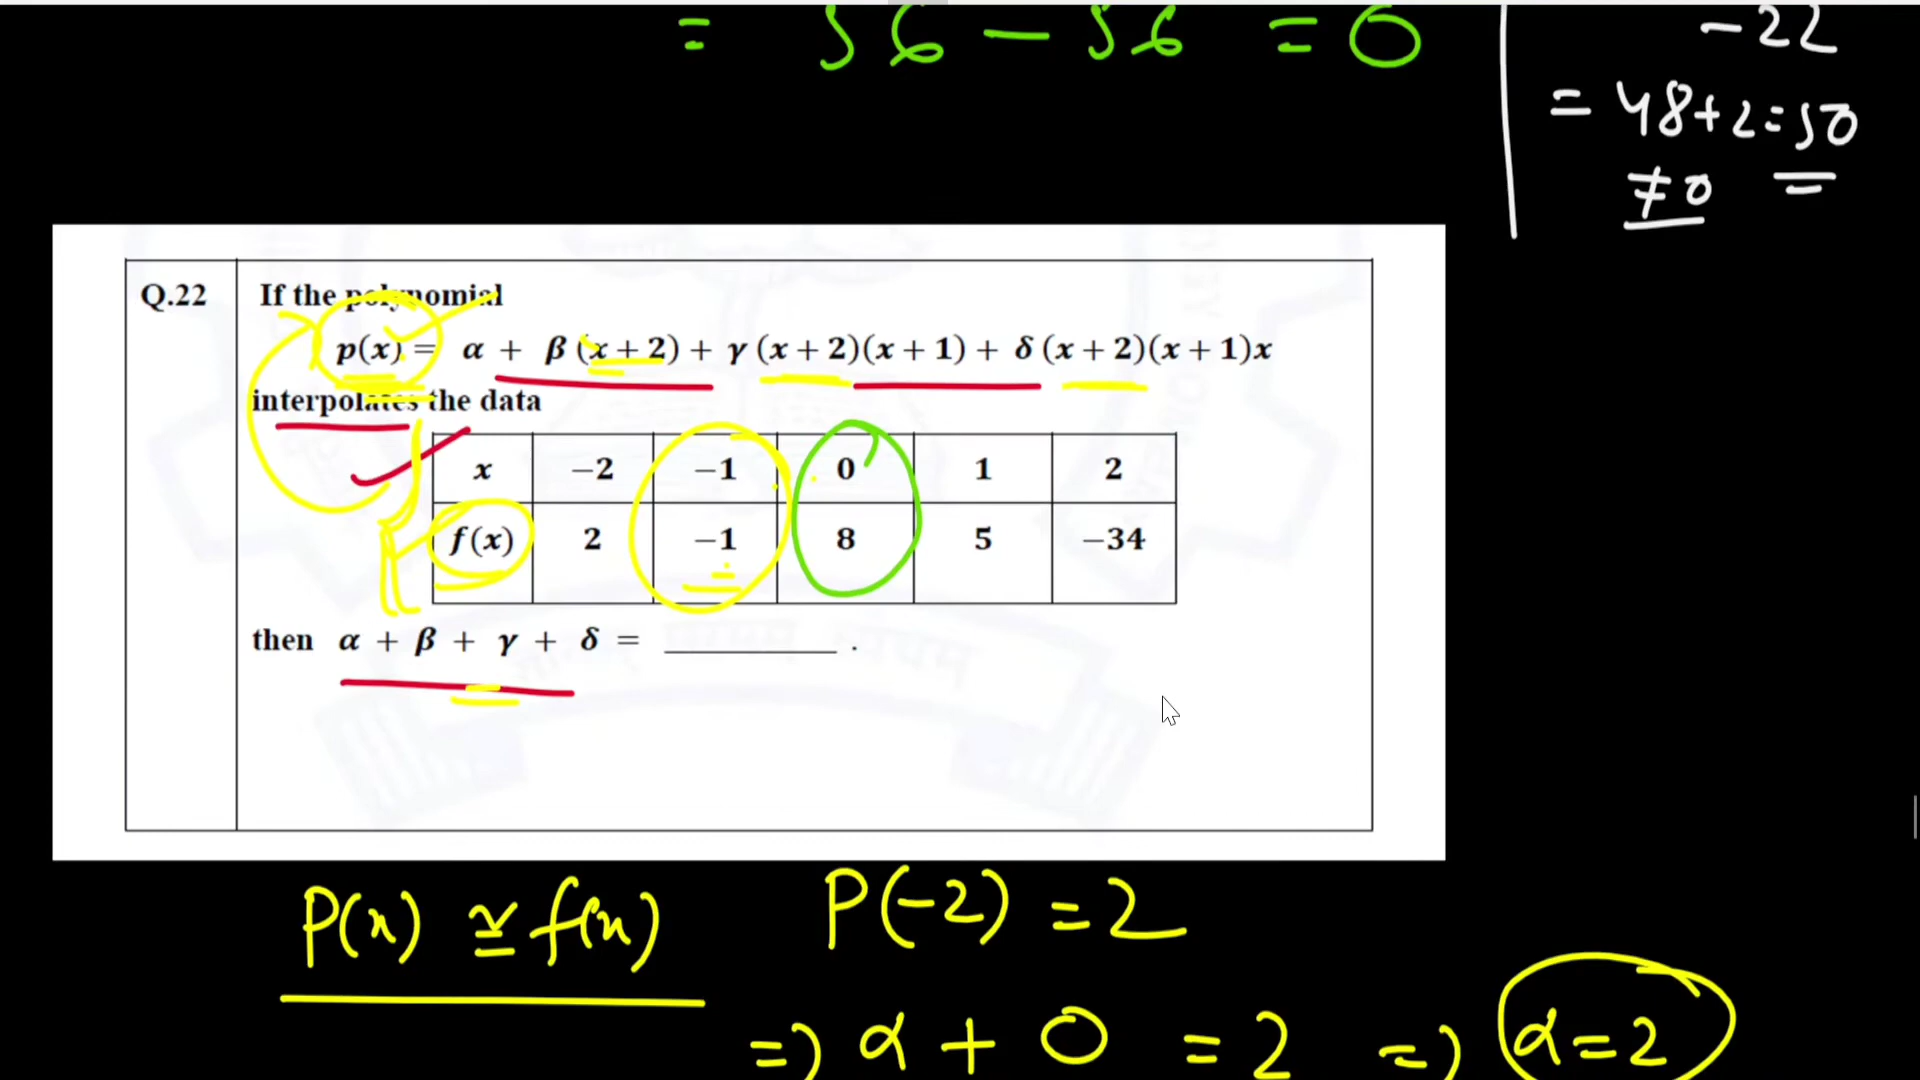 = 56 - 56 = 0
-22
= 48+2=50
≠0
Q.22 If the polynomial
p(x) = α + β (x + 2) + γ (x + 2)(x + 1) + δ (x + 2)(x + 1)x
interpolates the data
x −2 −1 0 1 2
f(x) 2 −1 8 5 −34
then α + β + γ + δ = __________ .
P(x) ≅ f(x) P(-2) = 2
=) α + 0 = 2 =) α=2